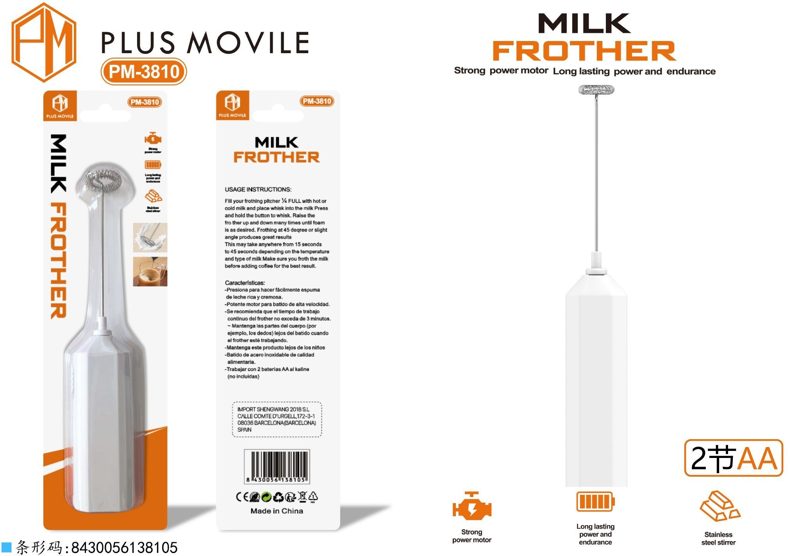 PM
PLUS MOVILE
PM-3810
MILK
FROTHER
Strong power motor Long lasting power and endurance
PM
PLUS MOVILE
PM-3810
MILK FROTHER
Strong
power motor
Long lasting
power and
endurance
Stainless
steel stirrer
PM
PLUS MOVILE
PM-3810
MILK
FROTHER
USAGE INSTRUCTIONS:
Fill your frothing pitcher ¼ FULL with hot or
cold milk and place whisk into the milk Press
and hold the button to whisk. Raise the
fro ther up and down many times until foam
is as desired. Frothing at 45 degree or slight
angle produces great results
This may take anywhere from 15 seconds
to 45 seconds depending on the temperature
and type of milk.Make sure you froth the milk
before adding coffee for the best result.
Características:
-Presiona para hacer fácilmente espuma
de leche rica y cremosa.
-Potente motor para batido de alta velocidad.
-Se recomienda que el tiempo de trabajo
continuo del frother no exceda de 3 minutos.
– Mantenga las partes del cuerpo (por
ejemplo, los dedos) lejos del batido cuando
el frother esté trabajando.
-Mantenga este producto lejos de los niños
-Batido de acero inoxidable de calidad
alimentaria.
-Trabajar con 2 baterías AA al kaline
(no incluidas)
IMPORT SHENGWANG 2018 S.L
CALLE COMTE D'URGELL,172-3-1
08036 BARCELONA(BARCELONA)
SPAIN
8430056138105
CE
Made in China
2节AA
Strong
power motor
Long lasting
power and
endurance
Stainless
steel stirrer
条形码:8430056138105